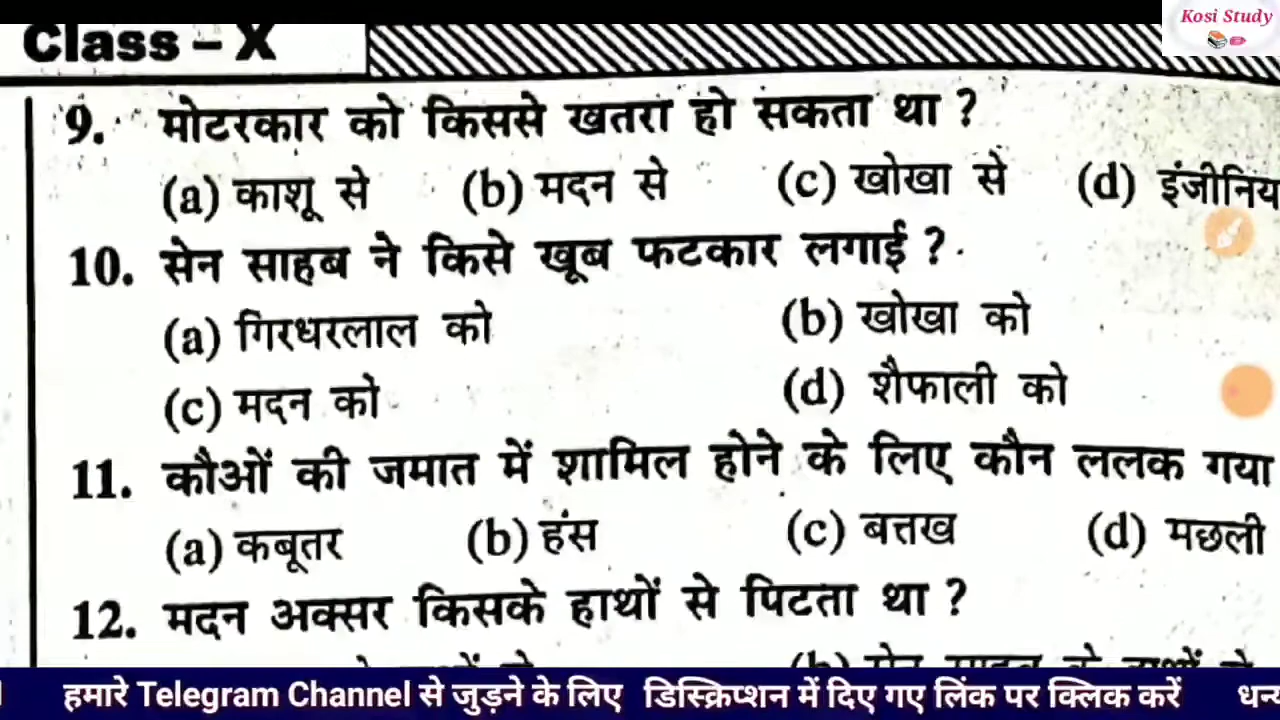 Class – X
Kosi Study
9. मोटरकार को किससे खतरा हो सकता था ?
(a) काशू से (b) मदन से (c) खोखा से (d) इंजीनिय
10. सेन साहब ने किसे खूब फटकार लगाई ?
(a) गिरधरलाल को (b) खोखा को
(c) मदन को (d) शैफाली को
11. कौओं की जमात में शामिल होने के लिए कौन ललक गया
(a) कबूतर (b) हंस (c) बत्तख (d) मछली
12. मदन अक्सर किसके हाथों से पिटता था ?
हमारे Telegram Channel से जुड़ने के लिए डिस्क्रिप्शन में दिए गए लिंक पर क्लिक करें धन्य